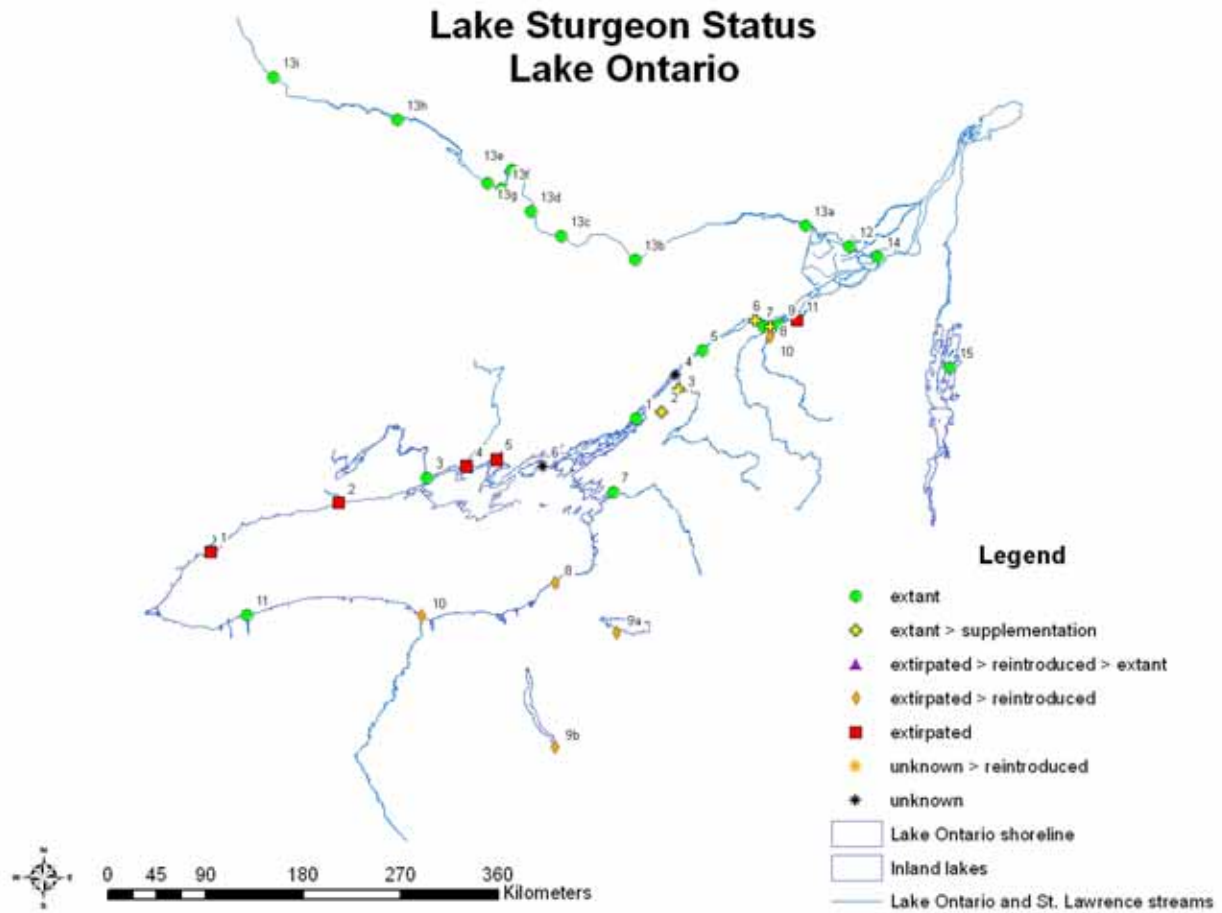 Lake Sturgeon Status
Lake Ontario
13i
13h
13e
13f
13g
13d
13c
13b
13a
12
14
6
7
9
11
8
10
5
4
3
2
1
15
5
4
6
3
7
2
1
8
11
10
9a
9b
Legend
extant
extant > supplementation
extirpated > reintroduced > extant
extirpated > reintroduced
extirpated
unknown > reintroduced
unknown
Lake Ontario shoreline
Inland lakes
Lake Ontario and St. Lawrence streams
N
W E
S
0 45 90 180 270 360
Kilometers